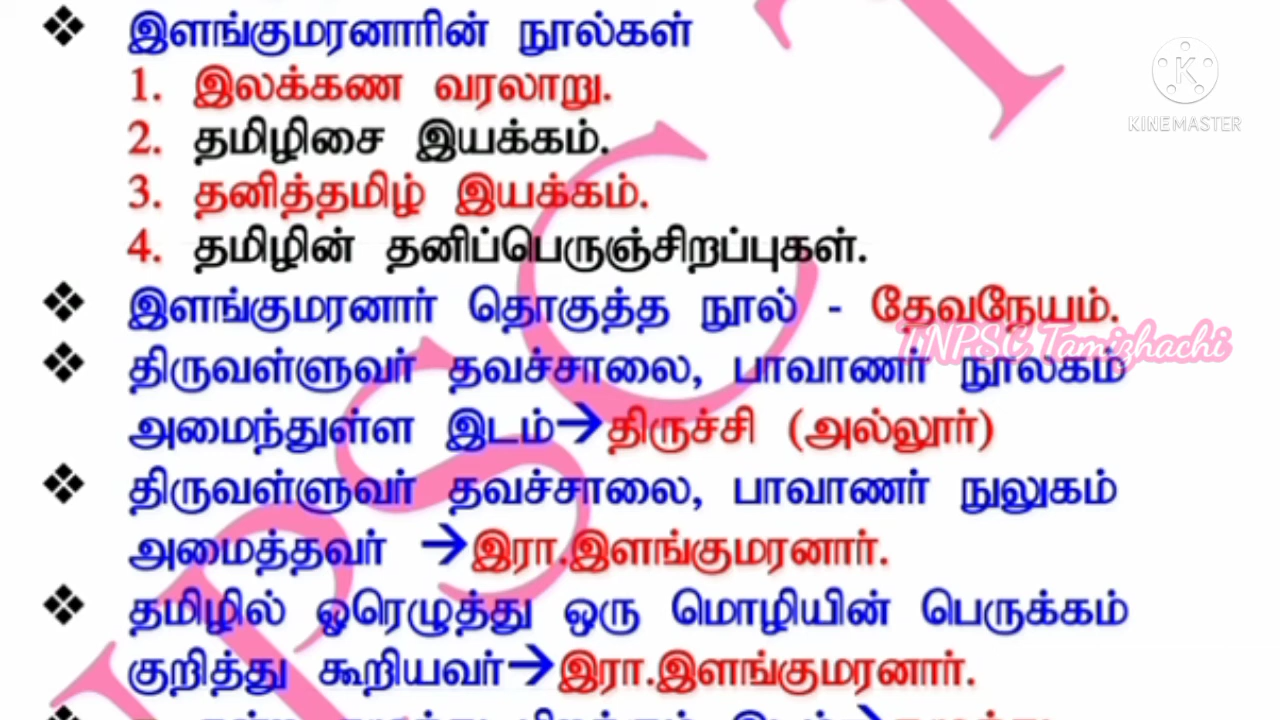 ❖ இளங்குமரனாரின் நூல்கள்
1. இலக்கண வரலாறு.
2. தமிழிசை இயக்கம்.
3. தனித்தமிழ் இயக்கம்.
4. தமிழின் தனிப்பெருஞ்சிறப்புகள்.
❖ இளங்குமரனார் தொகுத்த நூல் - தேவநேயம்.
❖ திருவள்ளுவர் தவச்சாலை, பாவாணர் நூலகம்
அமைந்துள்ள இடம்→திருச்சி (அல்லூர்)
❖ திருவள்ளுவர் தவச்சாலை, பாவாணர் நுலுகம்
அமைத்தவர் →இரா.இளங்குமரனார்.
❖ தமிழில் ஓரெழுத்து ஒரு மொழியின் பெருக்கம்
குறித்து கூறியவர்→இரா.இளங்குமரனார்.
K
KINEMASTER
TNPSC Tamizhachi